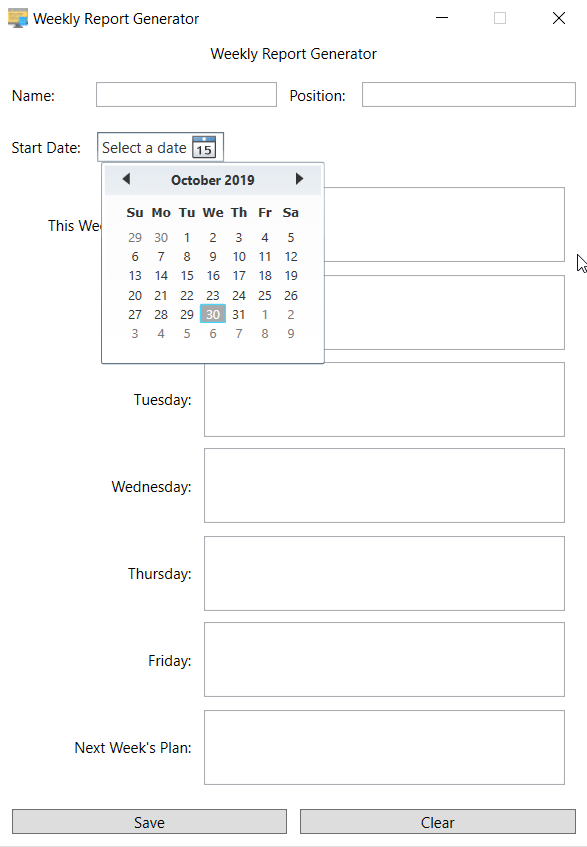 Weekly Report Generator
Weekly Report Generator
Name: Position:
Start Date: Select a date 15
October 2019
Su Mo Tu We Th Fr Sa
29 30 1 2 3 4 5
6 7 8 9 10 11 12
13 14 15 16 17 18 19
20 21 22 23 24 25 26
27 28 29 30 31 1 2
3 4 5 6 7 8 9
This We
Tuesday:
Wednesday:
Thursday:
Friday:
Next Week's Plan:
Save Clear